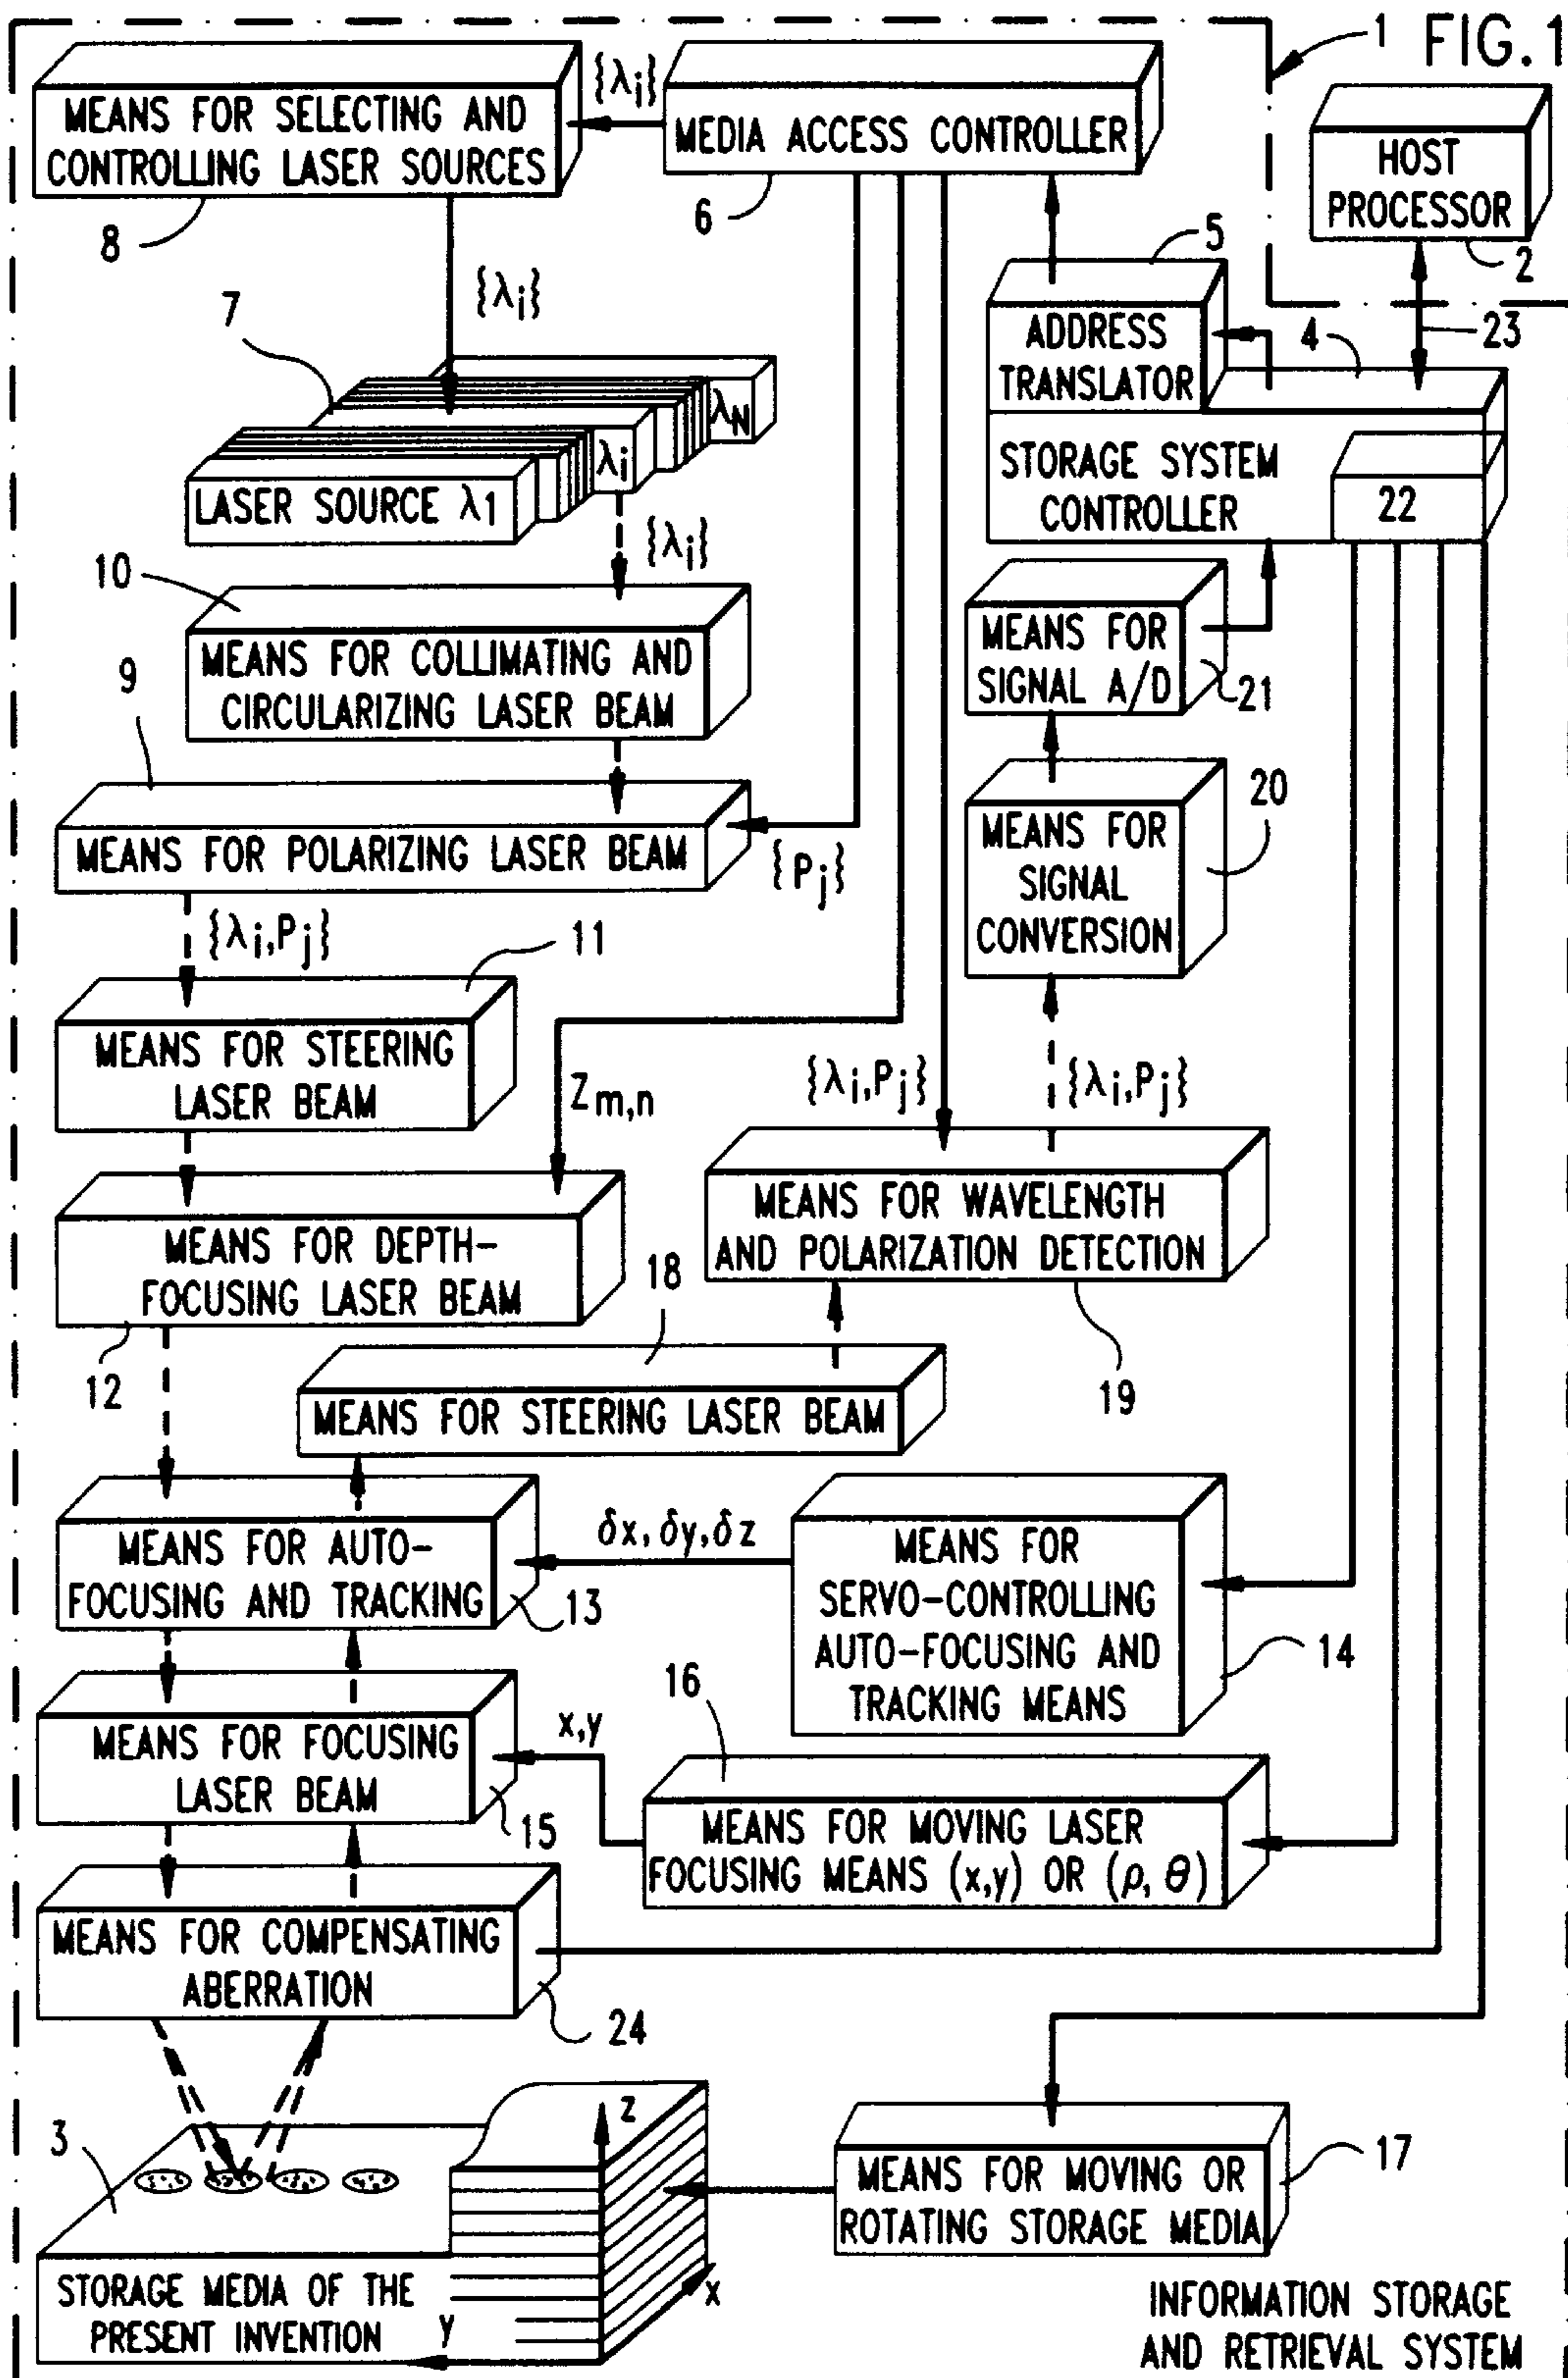 1 FIG.1
MEANS FOR SELECTING AND
CONTROLLING LASER SOURCES
8
{λi}
MEDIA ACCESS CONTROLLER
6
HOST
PROCESSOR
2
23
5
ADDRESS
TRANSLATOR
4
STORAGE SYSTEM
CONTROLLER
22
{λi}
7
LASER SOURCE λ1
λi
λN
{λi}
10
MEANS FOR COLLIMATING AND
CIRCULARIZING LASER BEAM
MEANS FOR
SIGNAL A/D
21
9
MEANS FOR POLARIZING LASER BEAM
{Pj}
MEANS FOR
SIGNAL
CONVERSION
20
{λi,Pj}
11
MEANS FOR STEERING
LASER BEAM
Zm,n
{λi,Pj}
{λi,Pj}
MEANS FOR DEPTH-
FOCUSING LASER BEAM
12
MEANS FOR WAVELENGTH
AND POLARIZATION DETECTION
19
18
MEANS FOR STEERING LASER BEAM
MEANS FOR AUTO-
FOCUSING AND TRACKING
13
δx, δy, δz
MEANS FOR
SERVO-CONTROLLING
AUTO-FOCUSING AND
TRACKING MEANS
14
MEANS FOR FOCUSING
LASER BEAM
15
x,y
16
MEANS FOR MOVING LASER
FOCUSING MEANS (x,y) OR (ρ, θ)
MEANS FOR COMPENSATING
ABERRATION
24
3
STORAGE MEDIA OF THE
PRESENT INVENTION
z
x
y
MEANS FOR MOVING OR
ROTATING STORAGE MEDIA
17
INFORMATION STORAGE
AND RETRIEVAL SYSTEM